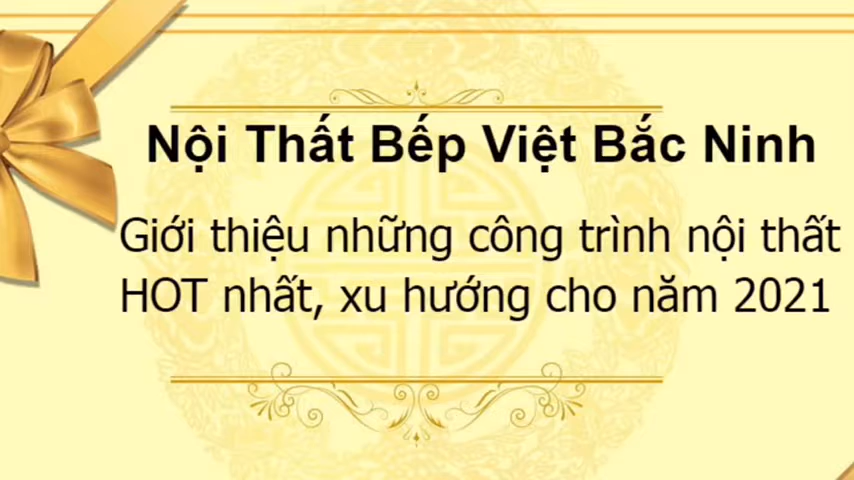 Nội Thất Bếp Việt Bắc Ninh
Giới thiệu những công trình nội thất
HOT nhất, xu hướng cho năm 2021